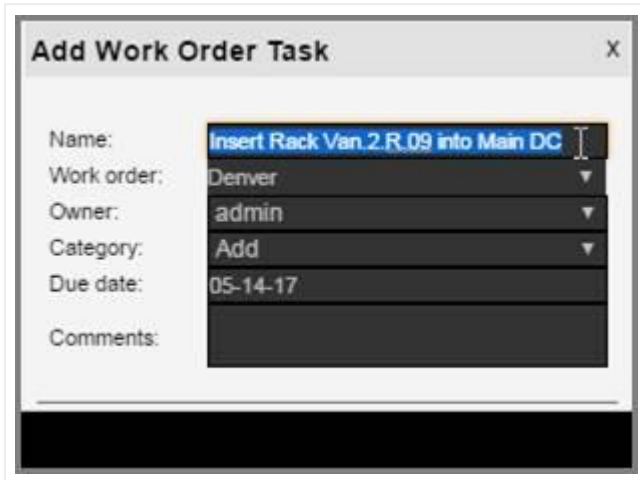 Add Work Order Task X
Name: Insert Rack Van.2.R.09 into Main DC
Work order: Denver
Owner: admin
Category: Add
Due date: 05-14-17
Comments: